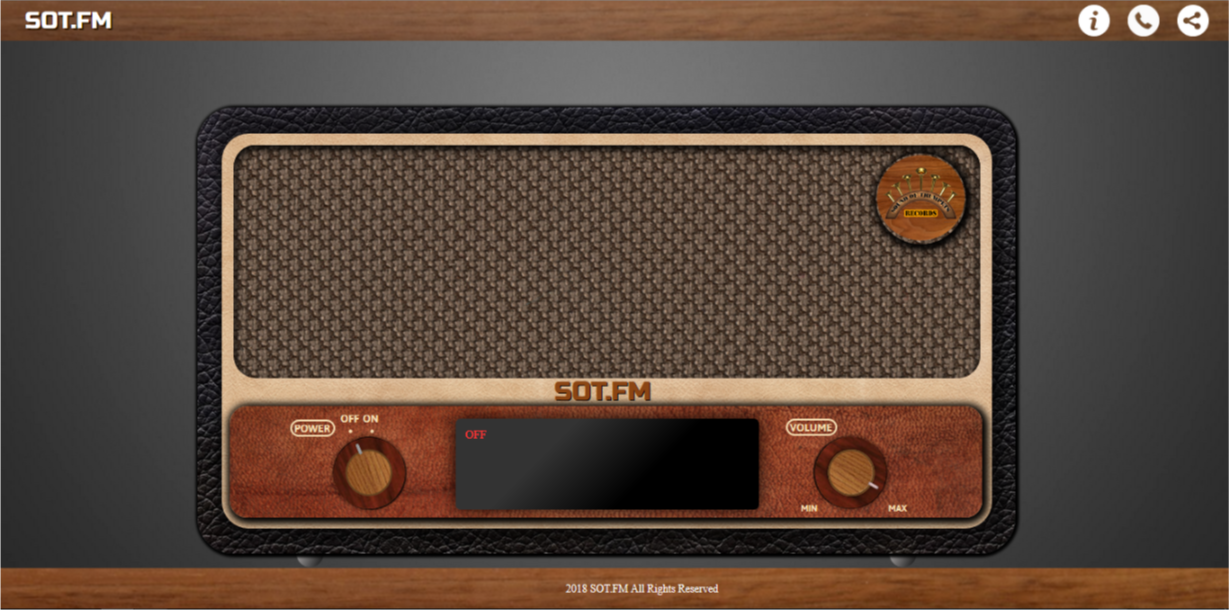 SOT.FM
SOT.FM
POWER
OFF ON
OFF
VOLUME
MIN
MAX
RECORDS
2018 SOT.FM All Rights Reserved